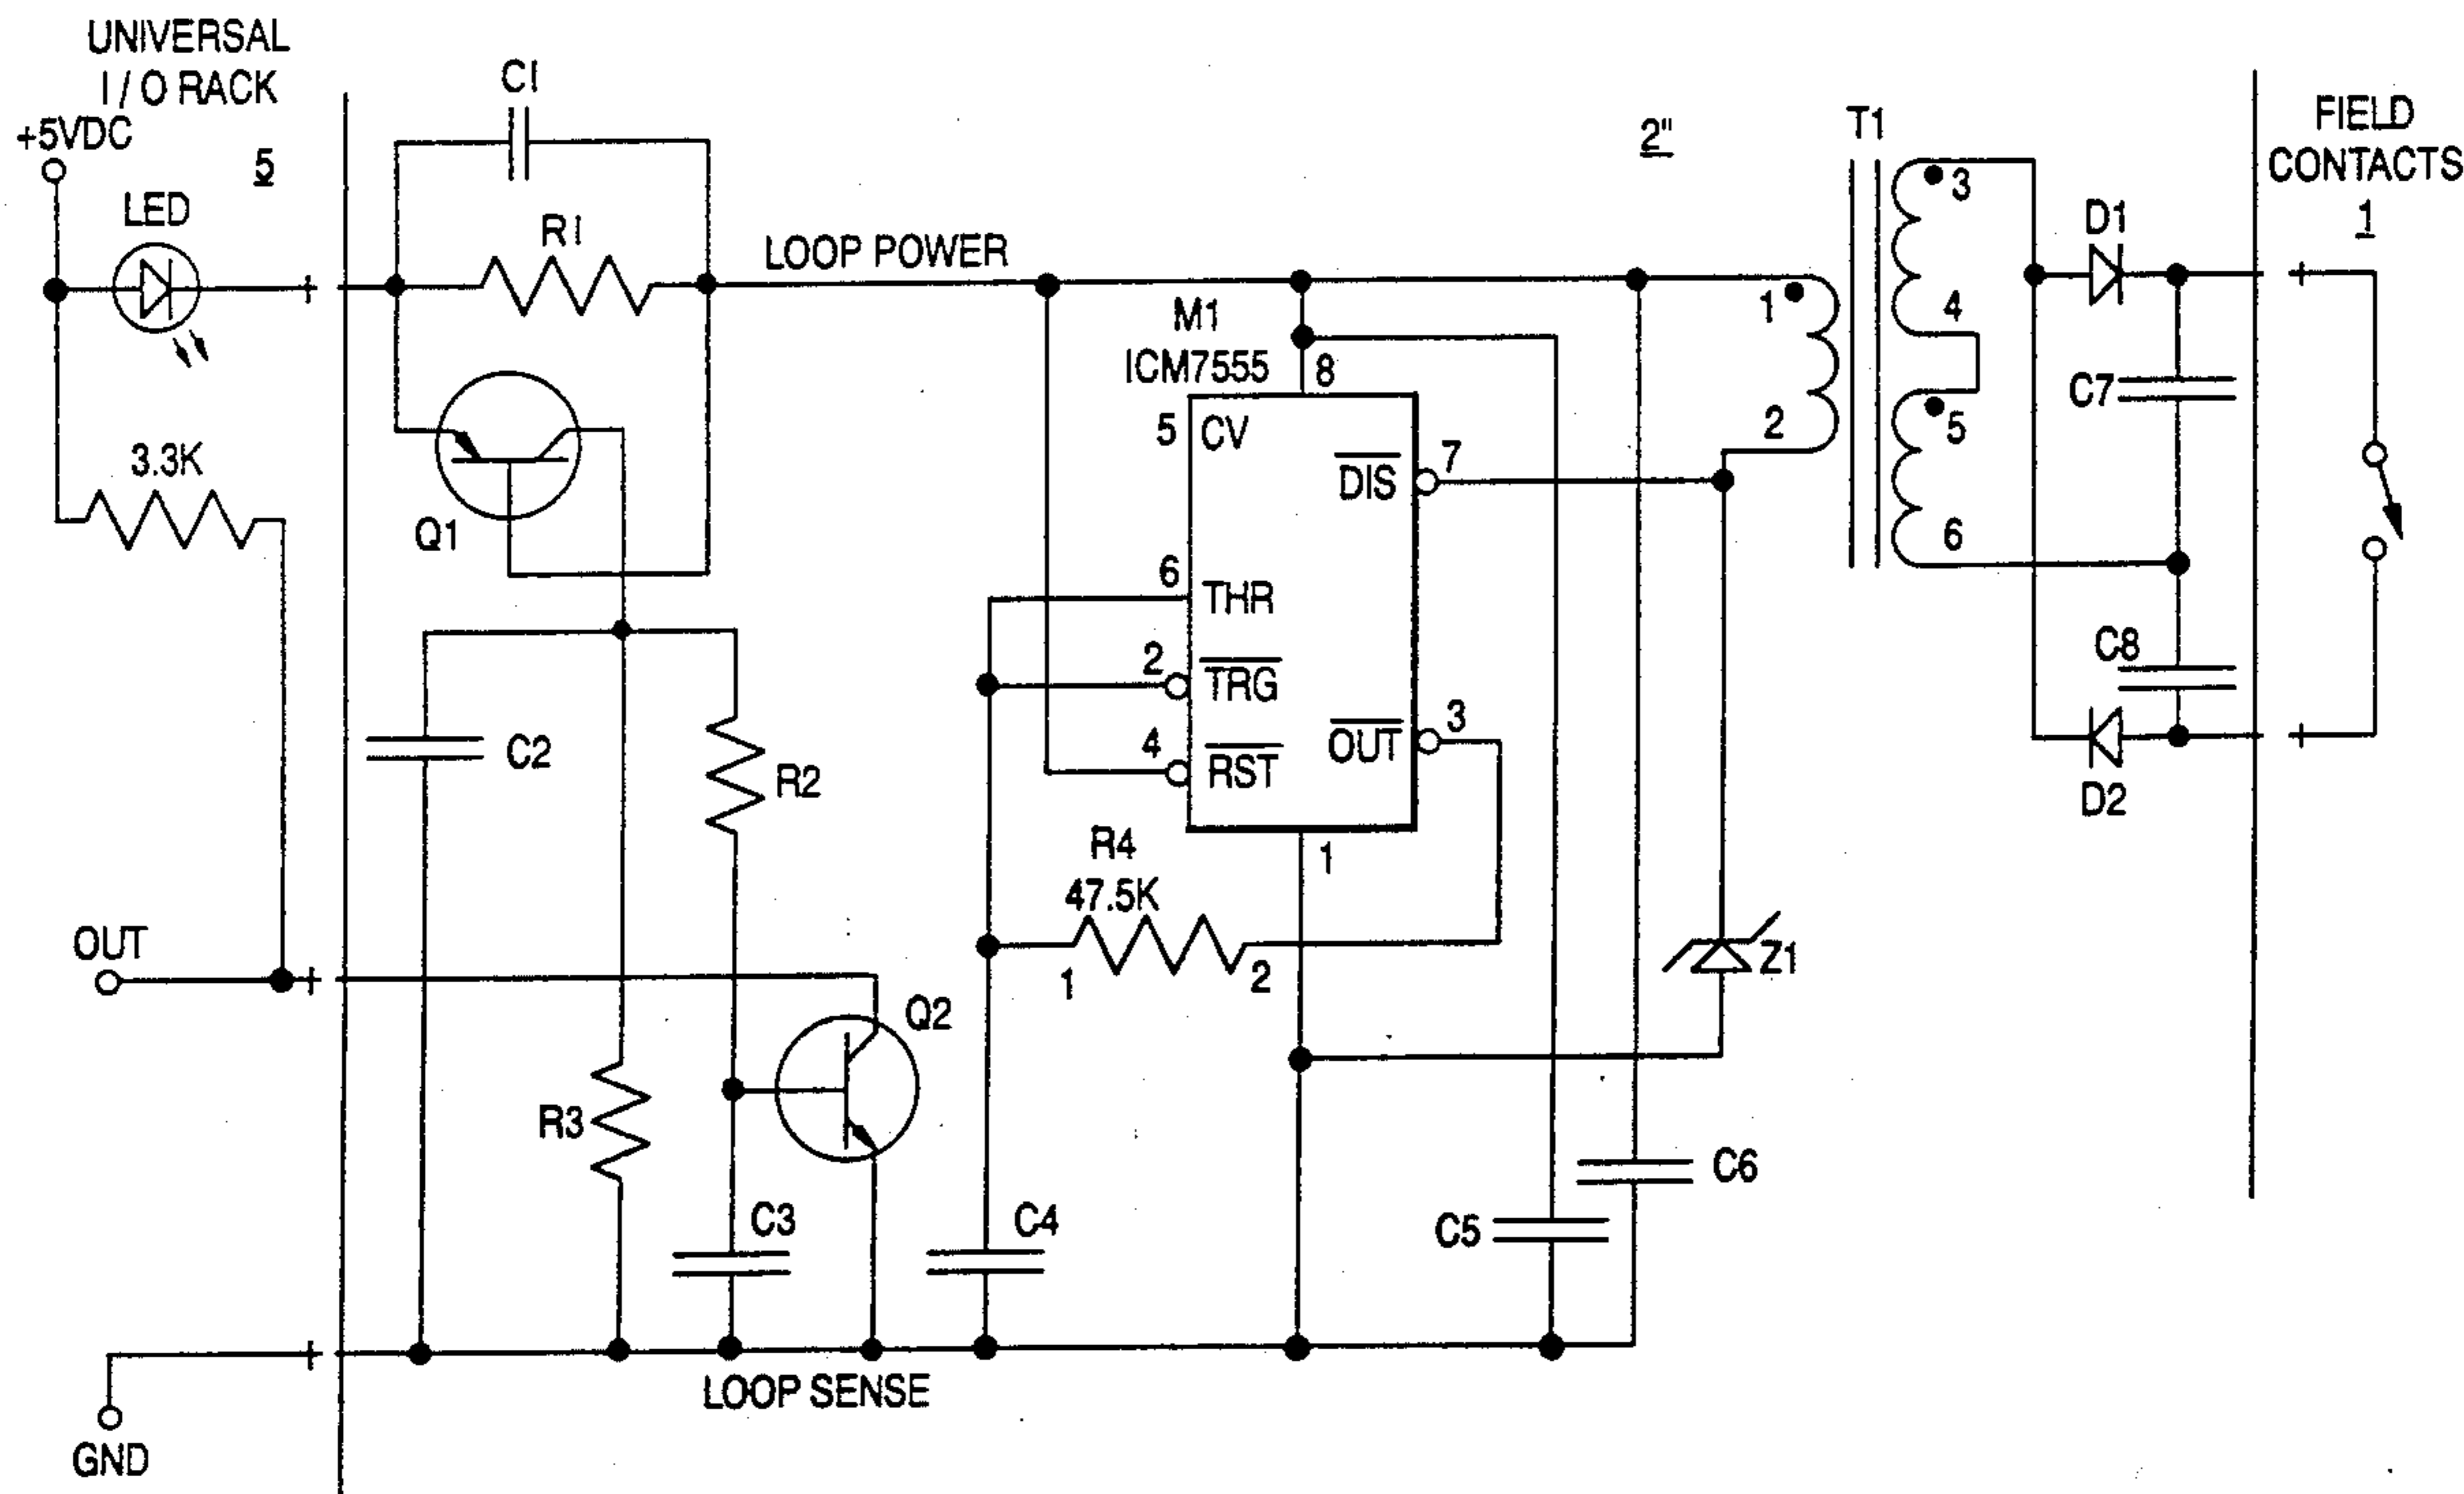 UNIVERSAL
I / O RACK
+5VDC
5
LED
3.3K
OUT
GND
C1
R1
Q1
LOOP POWER
C2
R2
R3
C3
Q2
LOOP SENSE
M1
ICM7555
8
5 CV
DIS 7
6 THR
2 TRG
4 RST
OUT 3
1
R4
47.5K
1 2
C4
C5
C6
Z1
2"
T1
1
2
3
4
5
6
D1
C7
C8
D2
FIELD
CONTACTS
1